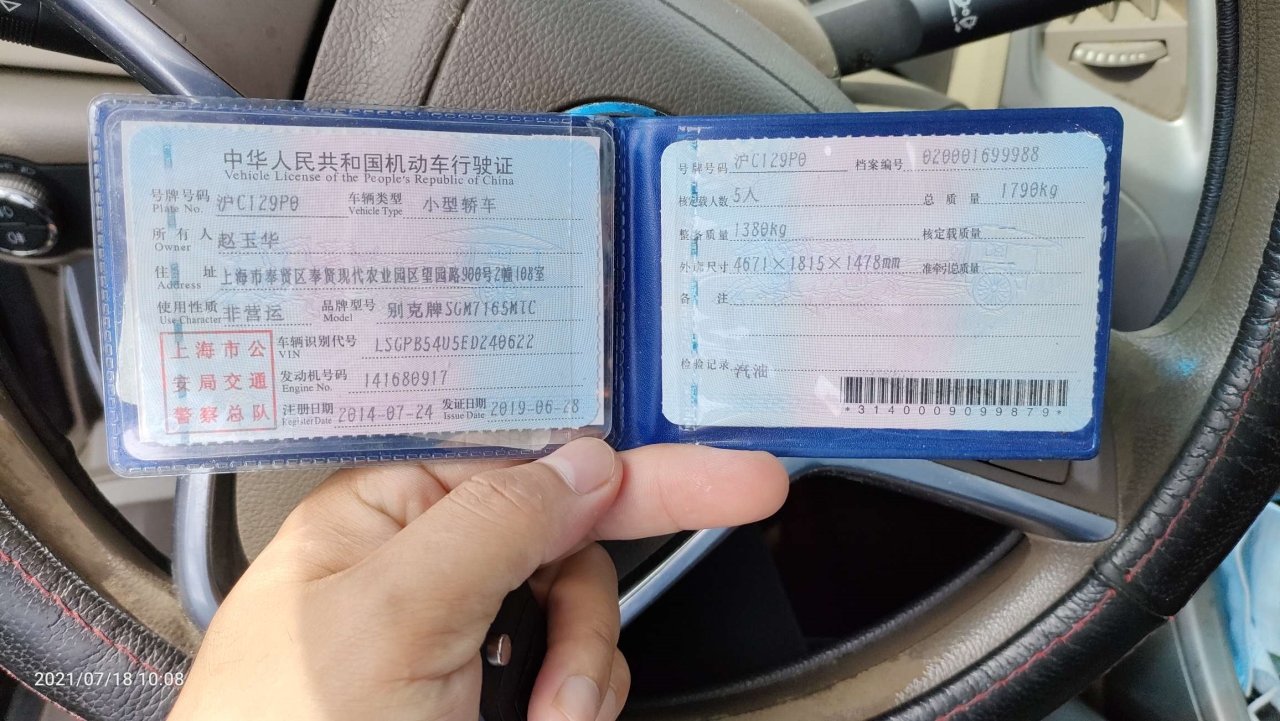 中华人民共和国机动车行驶证
Vehicle License of the People's Republic of China
号牌号码 沪C129P0 车辆类型 小型轿车
Plate No. Vehicle Type
所有人 赵玉华
Owner
住址 上海市奉贤区奉贤现代农业园区望园路900号2幢108室
Address
使用性质 非营运 品牌型号 别克牌SGM7165MTC
Use Character Model
上海市公
安局交通
警察总队
车辆识别代号 LSGPB54U5ED240622
VIN
发动机号码 141680917
Engine No.
注册日期 2014-07-24 发证日期 2019-06-28
Register Date Issue Date
号牌号码 沪C129P0 档案编号 020001699988
核定载人数 5人 总质量 1790kg
整备质量 1380kg 核定载质量
外廓尺寸 4671×1815×1478mm 准牵引总质量
备注
检验记录 汽油
*3140009099879*
2021/07/18 10:08